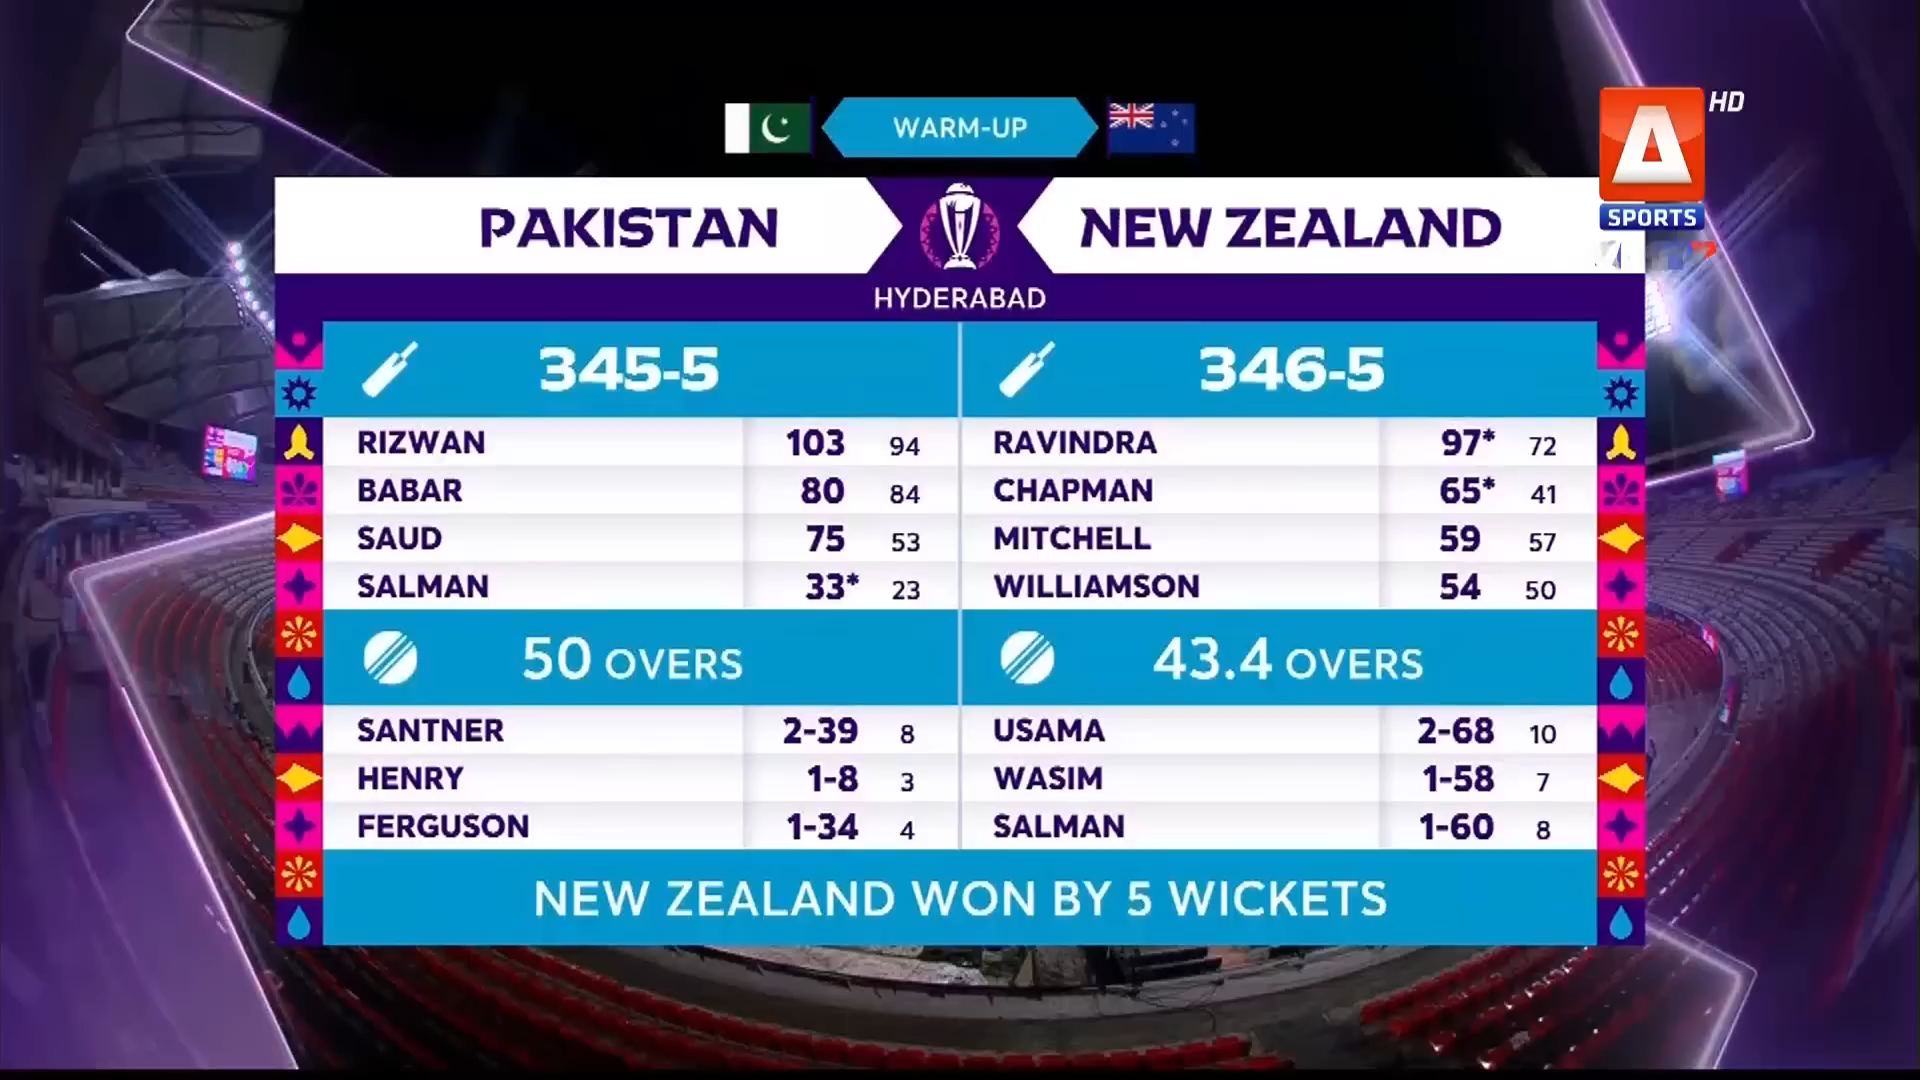 HD
WARM-UP
A
SPORTS
PAKISTAN
NEW ZEALAND
HYDERABAD
345-5
346-5
RIZWAN 103 94
RAVINDRA 97* 72
BABAR 80 84
CHAPMAN 65* 41
SAUD 75 53
MITCHELL 59 57
SALMAN 33* 23
WILLIAMSON 54 50
50 OVERS
43.4 OVERS
SANTNER 2-39 8
USAMA 2-68 10
HENRY 1-8 3
WASIM 1-58 7
FERGUSON 1-34 4
SALMAN 1-60 8
NEW ZEALAND WON BY 5 WICKETS